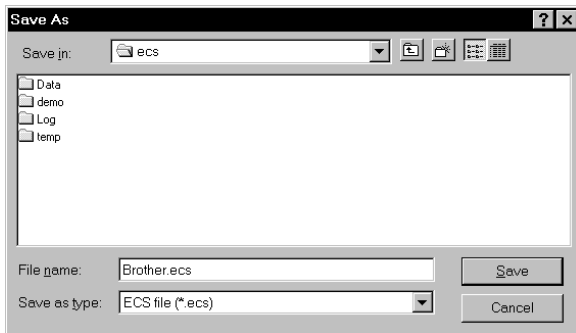 Save As
Save in: ecs
Data
demo
Log
temp
File name: Brother.ecs Save
Save as type: ECS file (*.ecs) Cancel